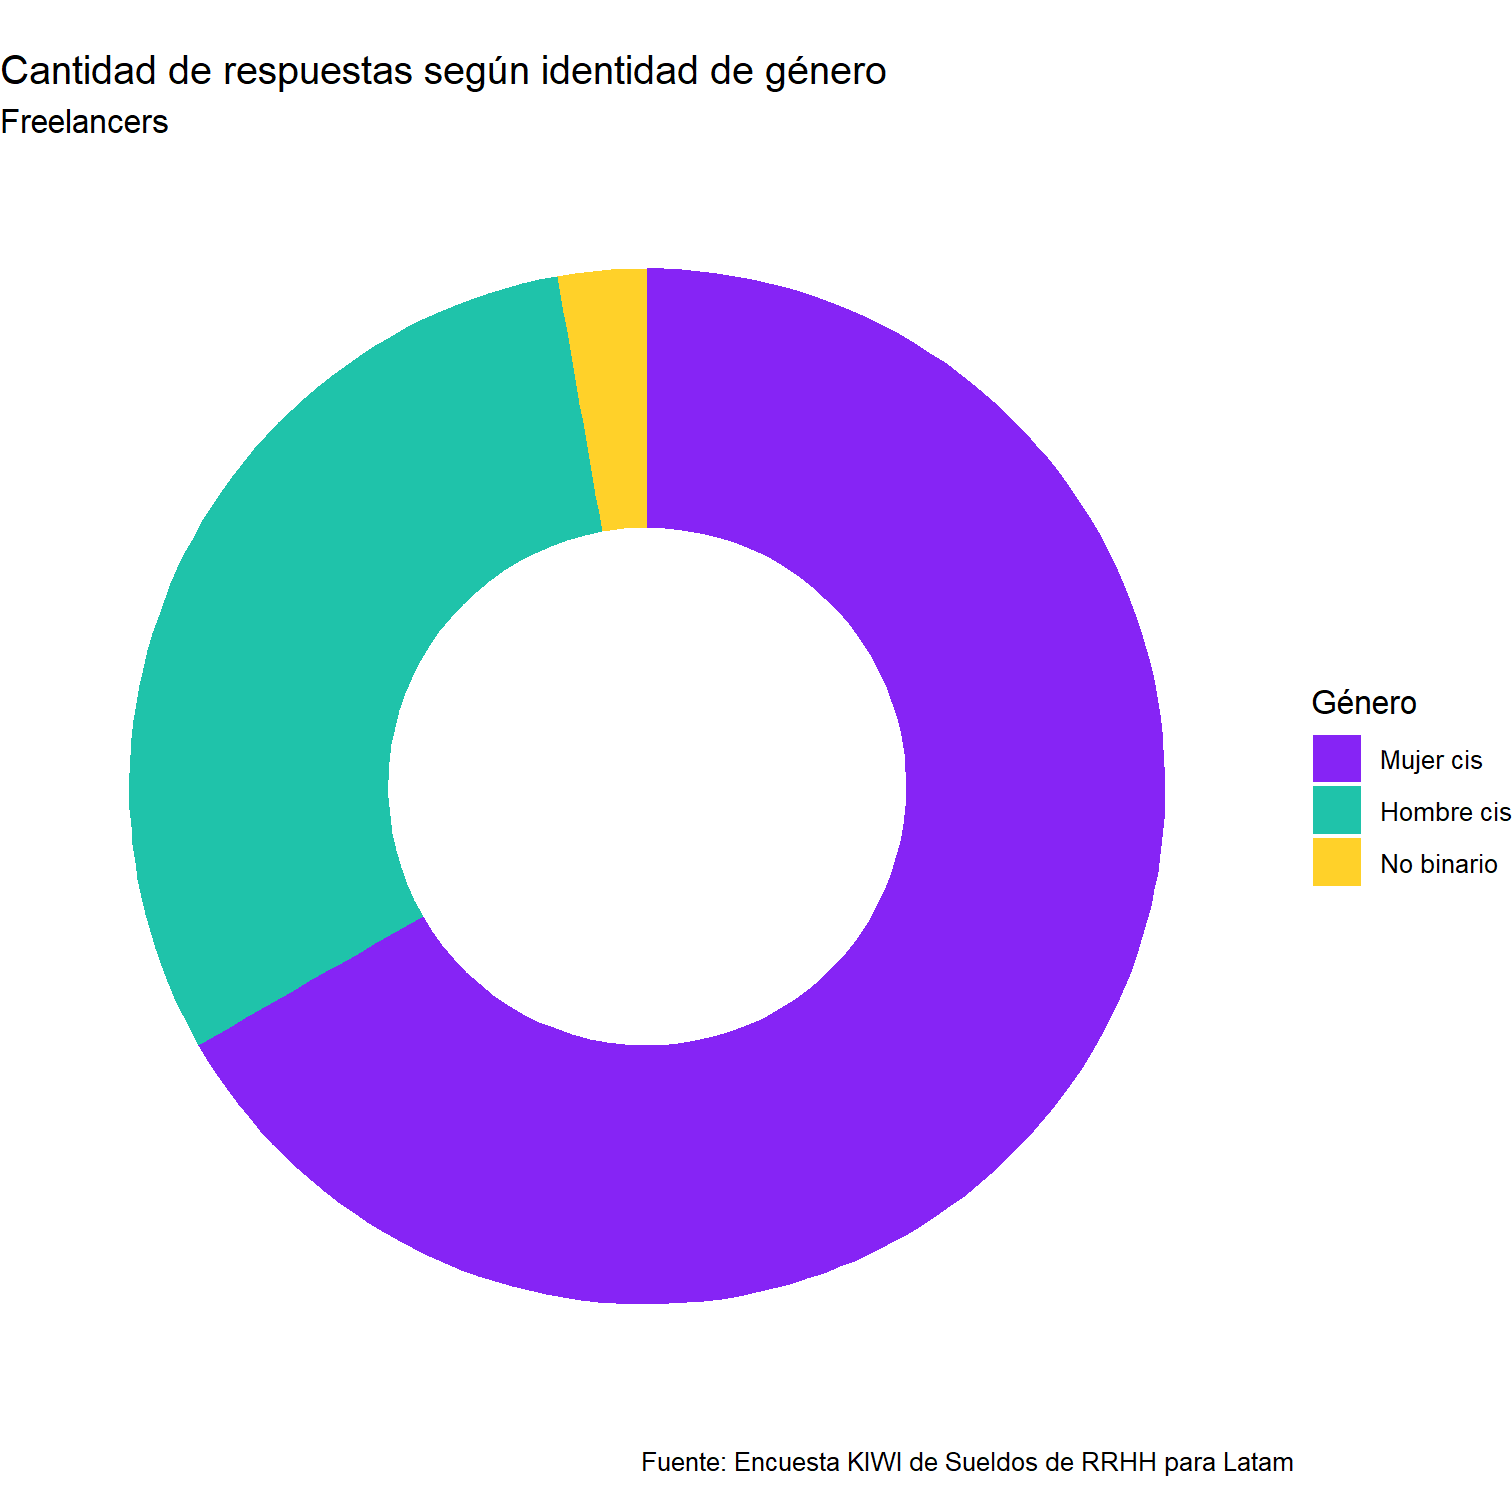 Cantidad de respuestas según identidad de género
Freelancers
Género
Mujer cis
Hombre cis
No binario
Fuente: Encuesta KIWI de Sueldos de RRHH para Latam